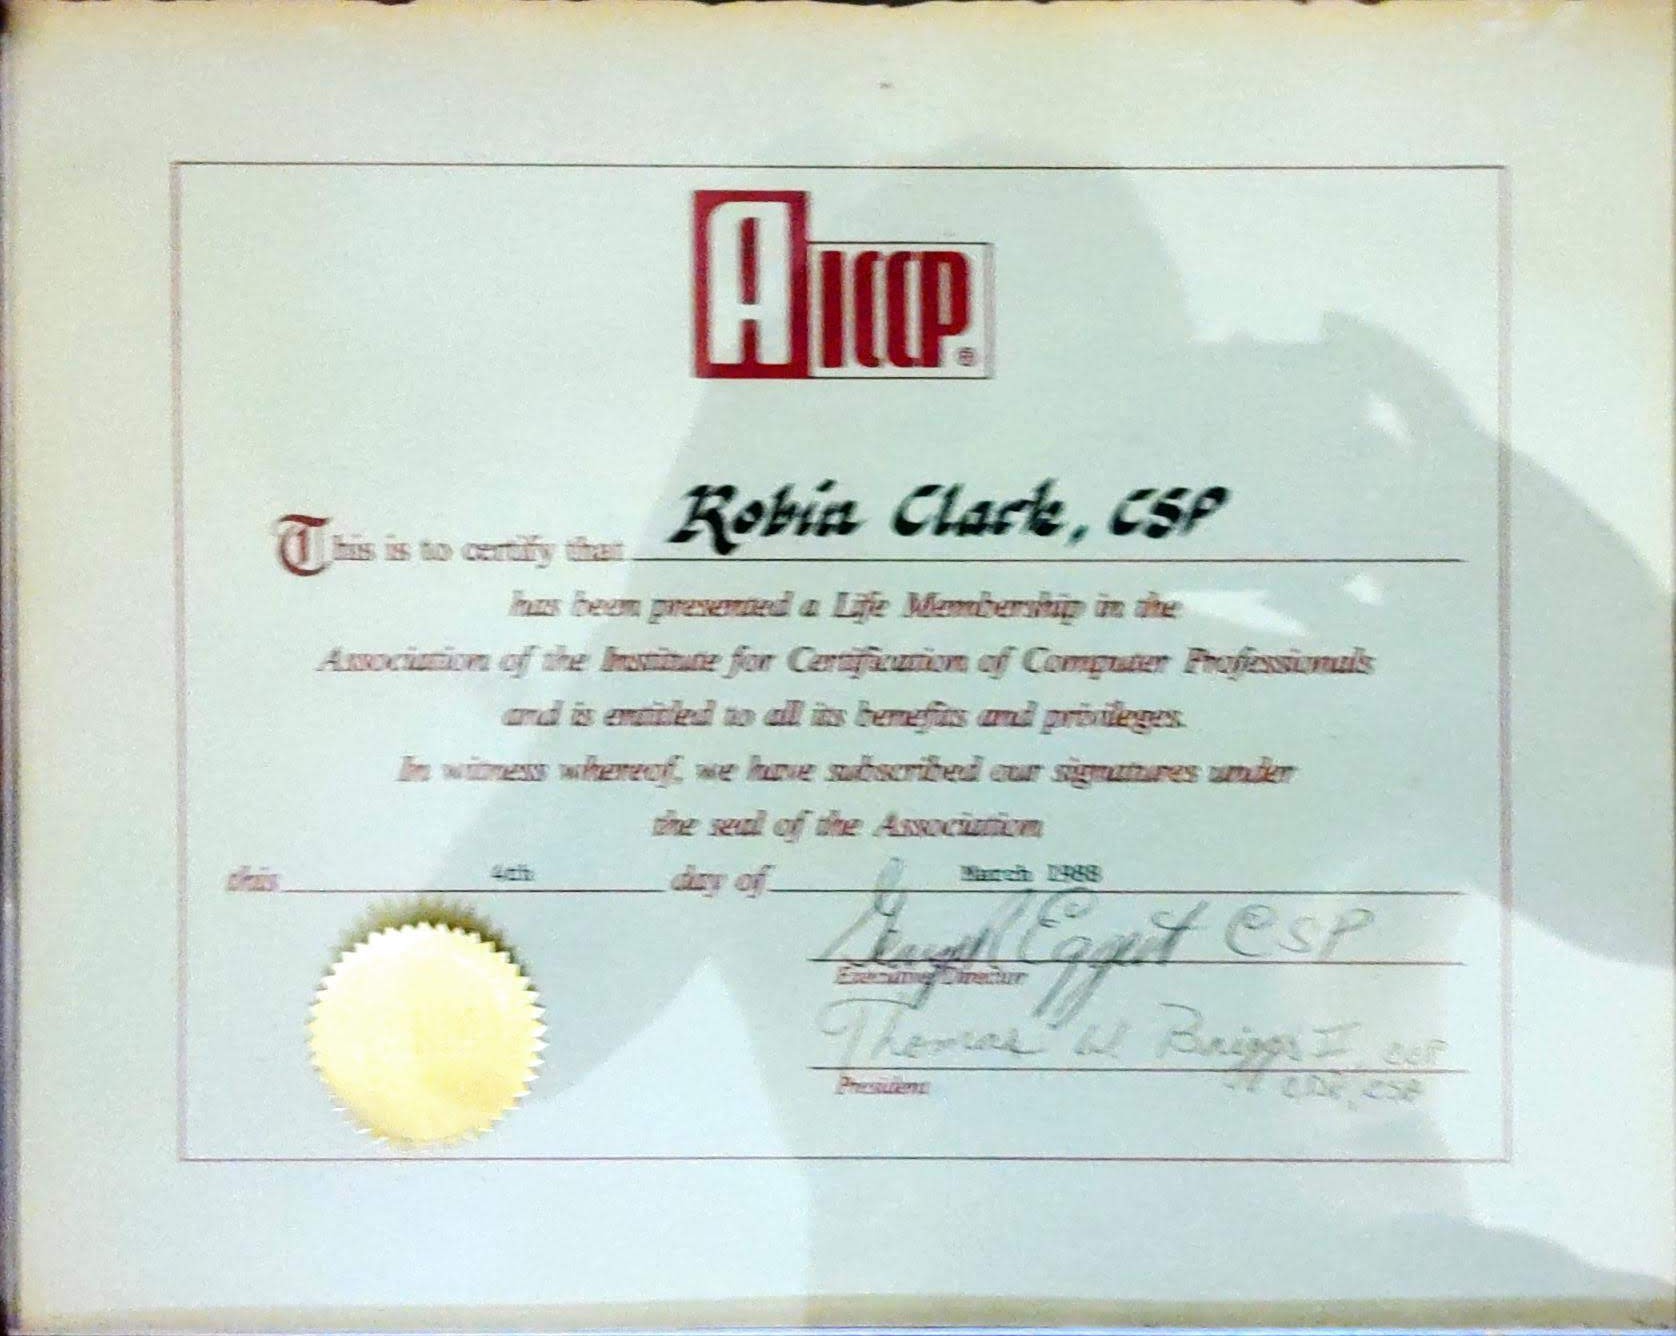 AICCP®
This is to certify that Robin Clark, CSP
has been presented a Life Membership in the
Association of the Institute for Certification of Computer Professionals
and is entitled to all its benefits and privileges.
In witness whereof, we have subscribed our signatures under
the seal of the Association
this 4th day of March 1988
Eggert CSP
Executive Director
Thomas W Briggs II, CCP
CDP, CSP
President